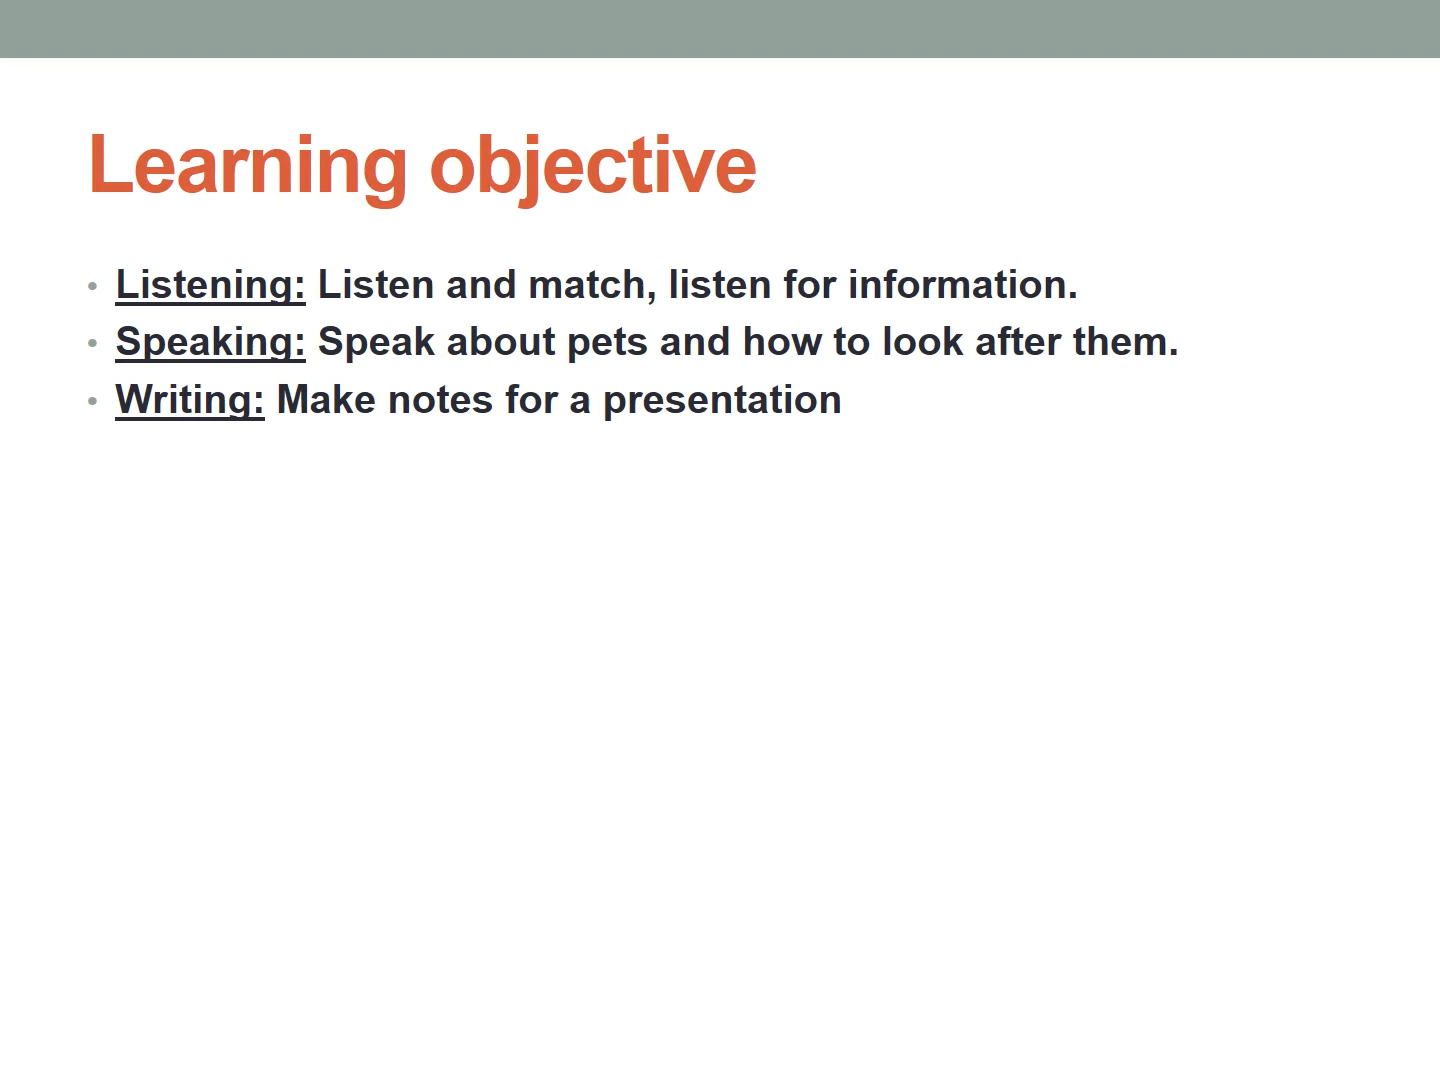 Learning objective
• Listening: Listen and match, listen for information.
• Speaking: Speak about pets and how to look after them.
• Writing: Make notes for a presentation